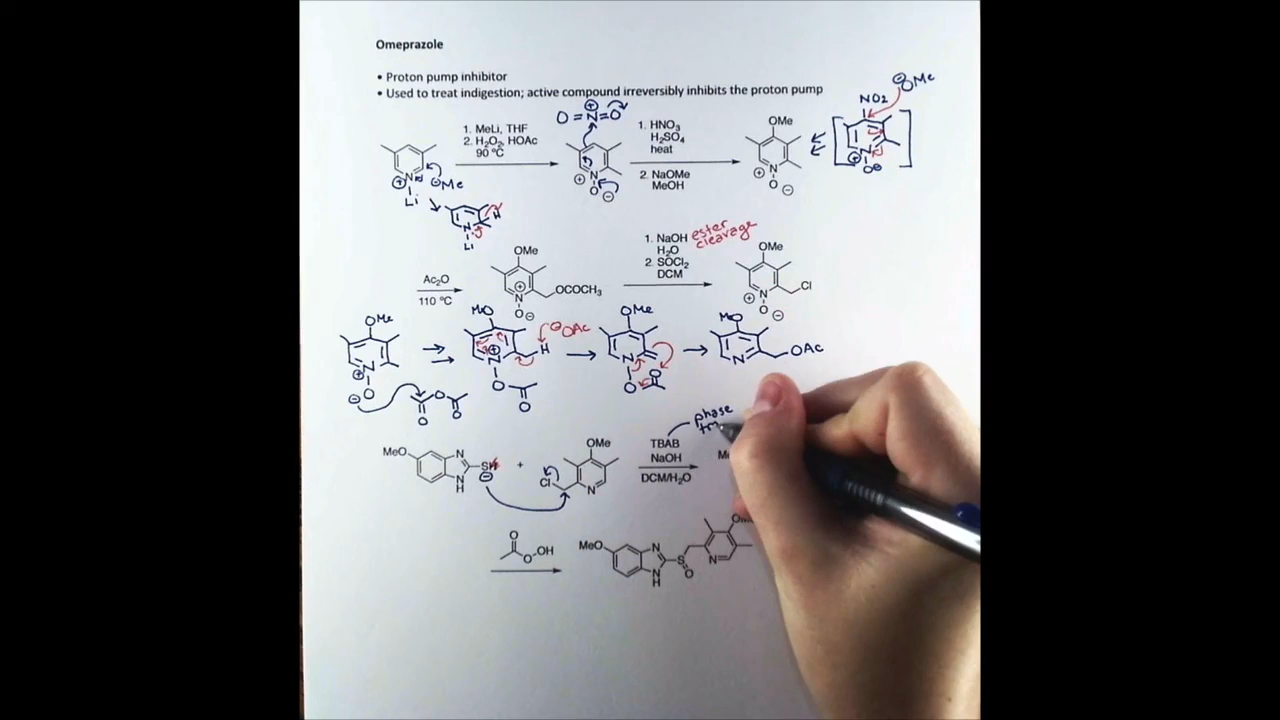 Omeprazole
• Proton pump inhibitor
• Used to treat indigestion; active compound irreversibly inhibits the proton pump
⊖OMe
NO2
O=N⊕=O
1. MeLi, THF
2. H₂O₂, HOAc
90 °C
1. HNO₃
H₂SO₄
heat
2. NaOMe
MeOH
OMe
N⊕
Li
⊖Me
N⊕
O⊖
N⊕
O⊖
N⊕
O⊖
H
N
Li
1. NaOH
H₂O
2. SOCl₂
DCM
ester
cleavage
Ac₂O
110 °C
OMe
N⊕
O⊖
OCOCH₃
OMe
N⊕
O⊖
Cl
OMe
N⊕
O⊖
O
O
O
MeO
N⊕
O
O
H
⊖OAc
OMe
N
O
O
MeO
N
OAc
phase
MeO
N
N
H
SH
⊖
+
Cl
OMe
N
TBAB
NaOH
DCM/H₂O
M
O
O
OH
MeO
N
N
H
S
O
N